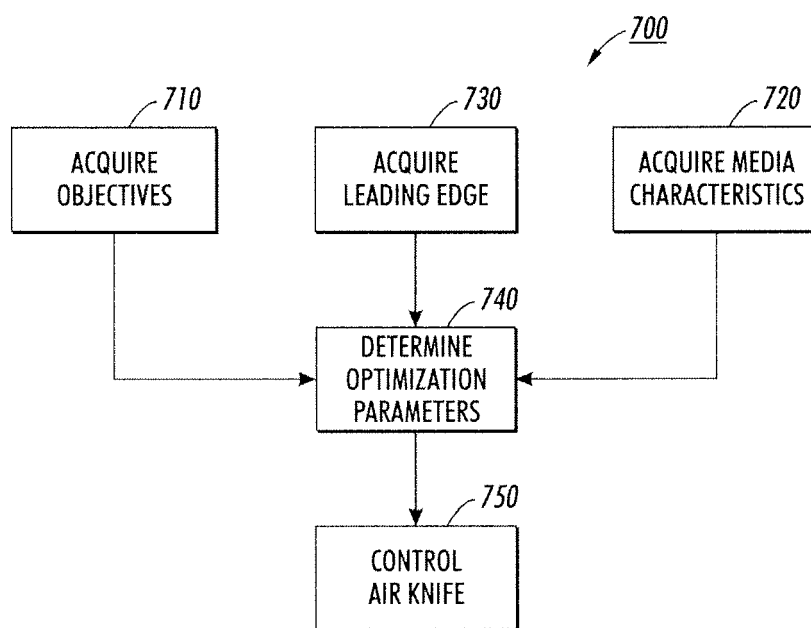 700
710
730
720
ACQUIRE
OBJECTIVES
ACQUIRE
LEADING EDGE
ACQUIRE MEDIA
CHARACTERISTICS
740
DETERMINE
OPTIMIZATION
PARAMETERS
750
CONTROL
AIR KNIFE